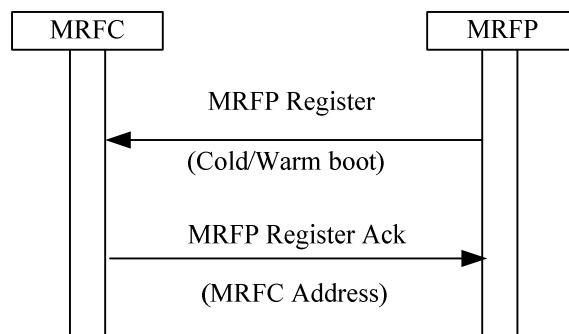 MRFC
MRFP
MRFP Register
(Cold/Warm boot)
MRFP Register Ack
(MRFC Address)